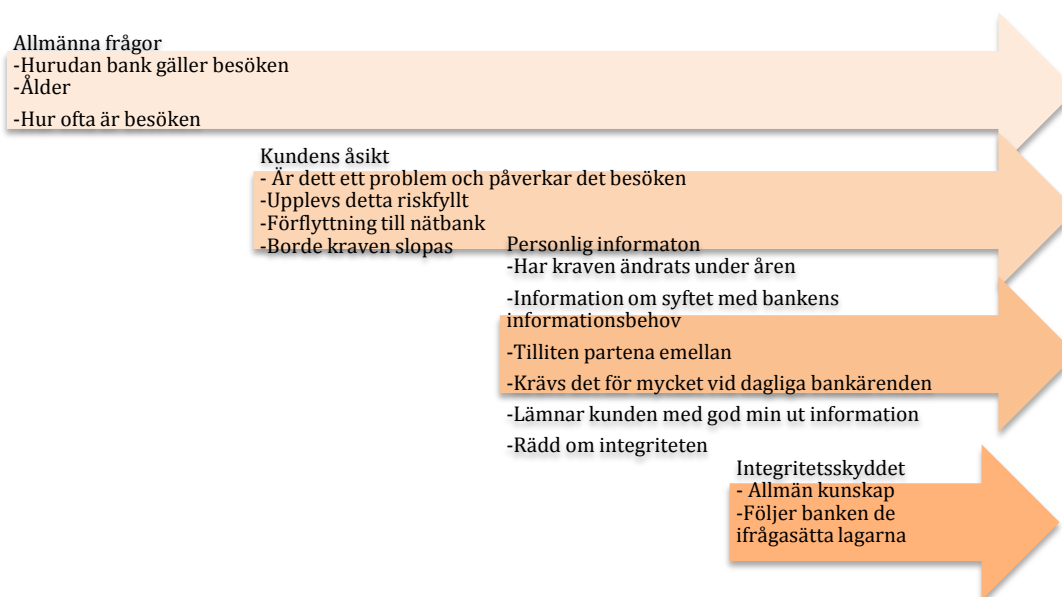 Allmänna frågor
-Hurudan bank gäller besöken
-Ålder
-Hur ofta är besöken
Kundens åsikt
- Är dett ett problem och påverkar det besöken
-Upplevs detta riskfyllt
-Förflyttning till nätbank
-Borde kraven slopas
Personlig informaton
-Har kraven ändrats under åren
-Information om syftet med bankens
informationsbehov
-Tilliten partena emellan
-Krävs det för mycket vid dagliga bankärenden
-Lämnar kunden med god min ut information
-Rädd om integriteten
Integritetsskyddet
- Allmän kunskap
-Följer banken de
ifrågasätta lagarna